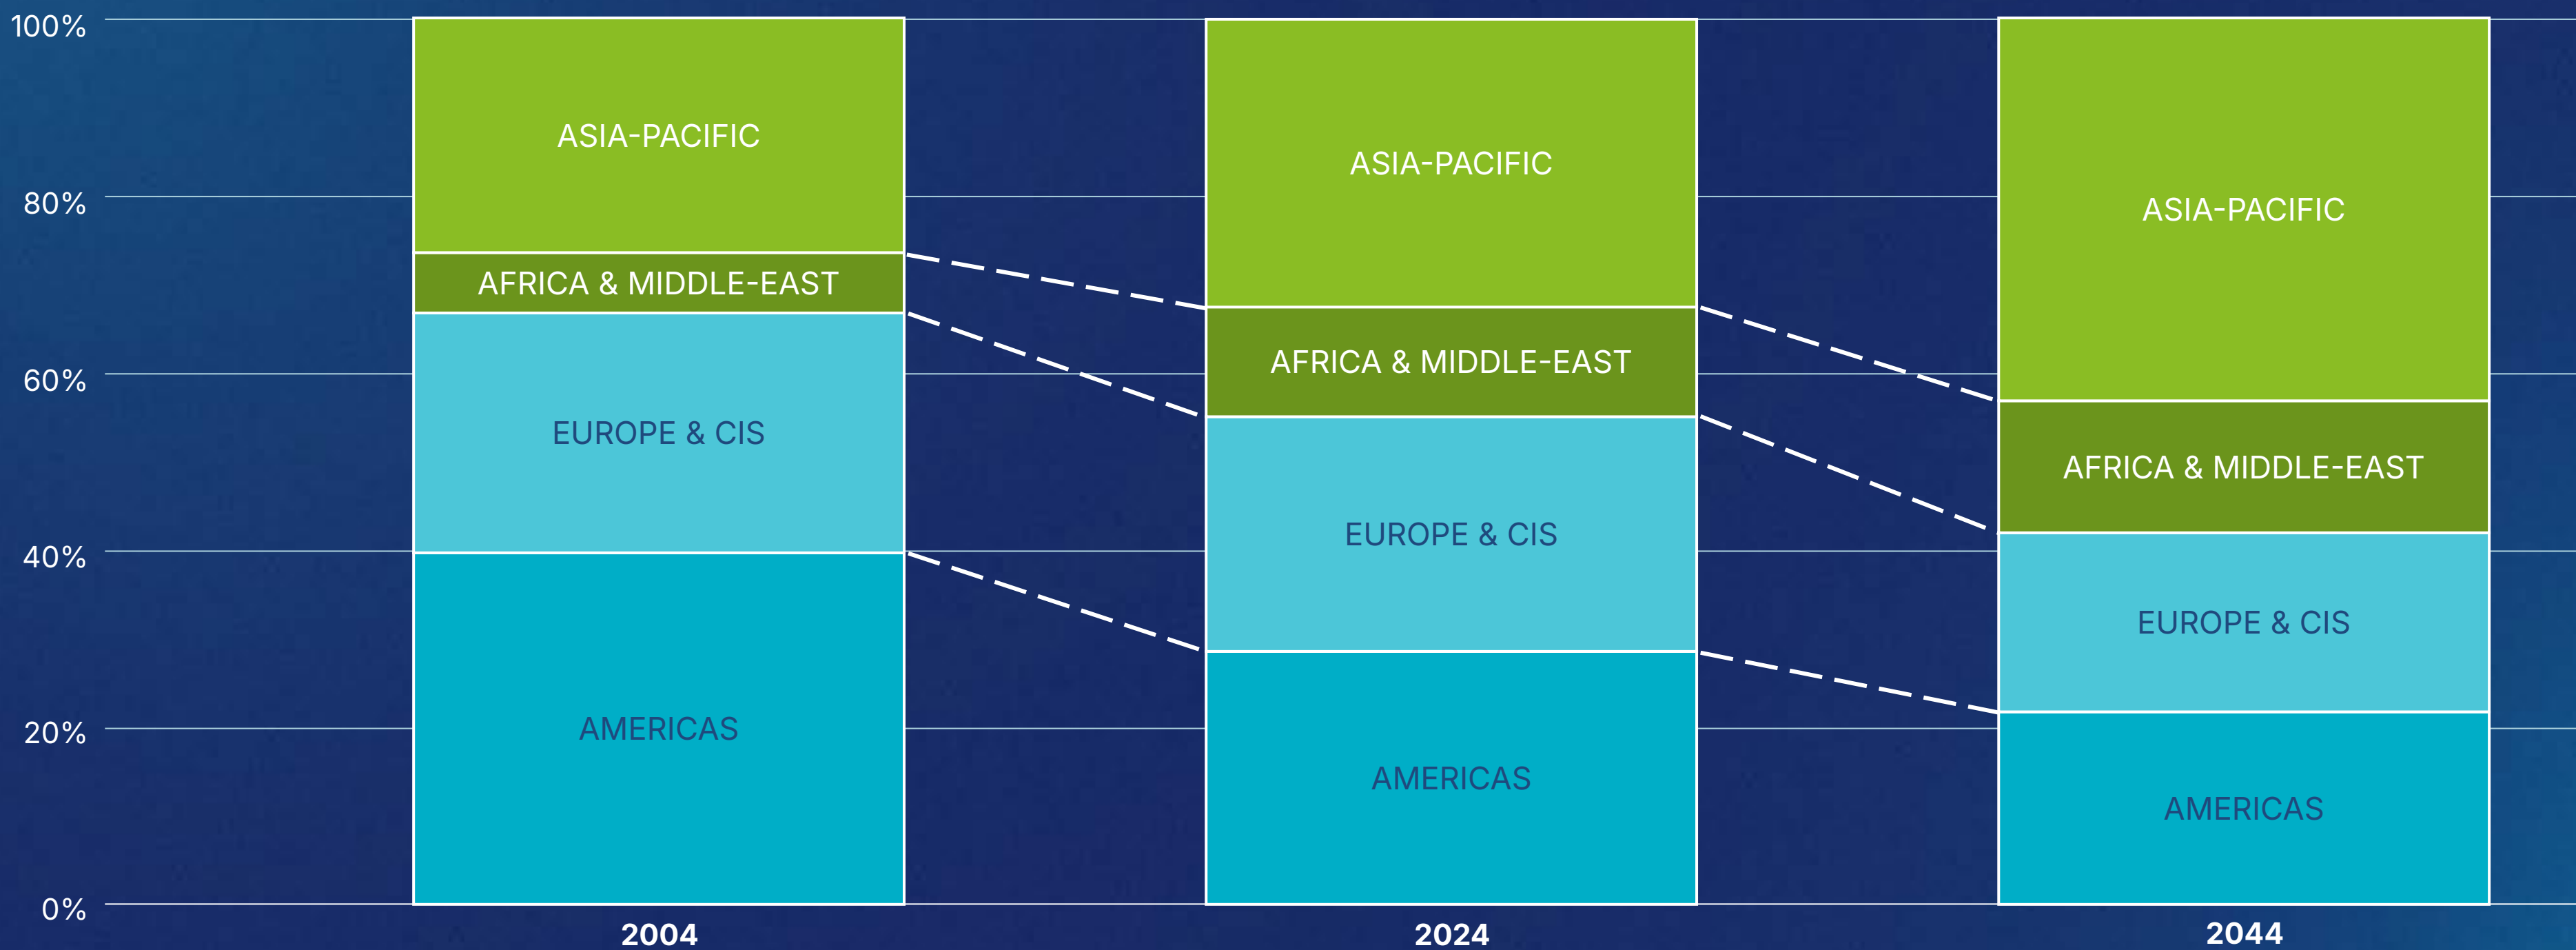 100%
80%
60%
40%
20%
0%
ASIA-PACIFIC
AFRICA & MIDDLE-EAST
EUROPE & CIS
AMERICAS
2004
ASIA-PACIFIC
AFRICA & MIDDLE-EAST
EUROPE & CIS
AMERICAS
2024
ASIA-PACIFIC
AFRICA & MIDDLE-EAST
EUROPE & CIS
AMERICAS
2044